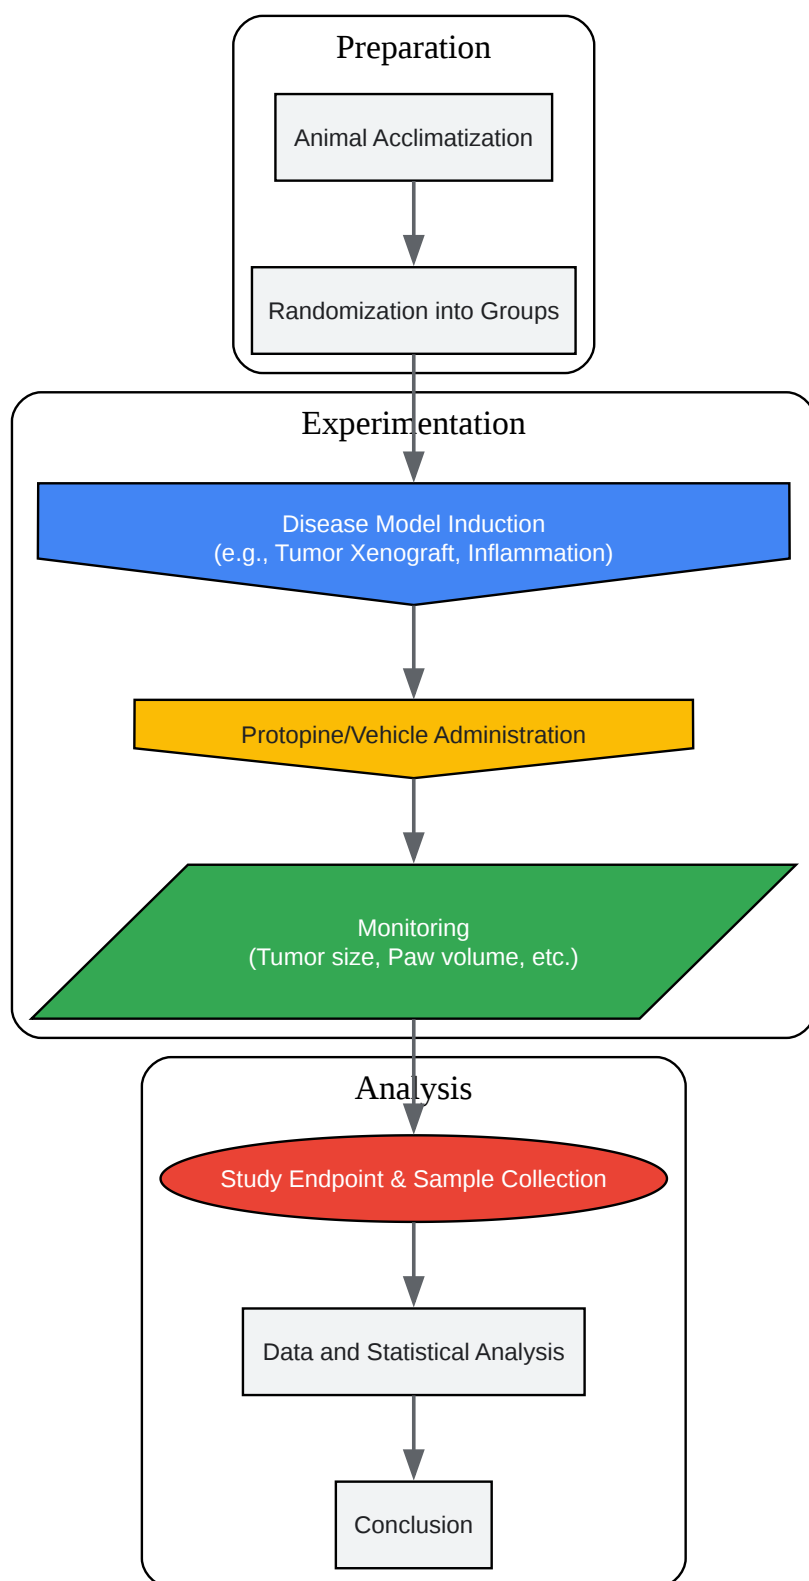 Preparation
Animal Acclimatization
Randomization into Groups
Experimentation
Disease Model Induction
(e.g., Tumor Xenograft, Inflammation)
Protopine/Vehicle Administration
Monitoring
(Tumor size, Paw volume, etc.)
Analysis
Study Endpoint & Sample Collection
Data and Statistical Analysis
Conclusion